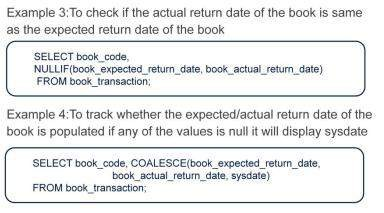 Example 3:To check if the actual return date of the book is same
as the expected return date of the book
SELECT book_code,
NULLIF(book_expected_return_date, book_actual_return_date)
FROM book_transaction;
Example 4:To track whether the expected/actual return date of the
book is populated if any of the values is null it will display sysdate
SELECT book_code, COALESCE(book_expected_return_date,
book_actual_return_date, sysdate)
FROM book_transaction;